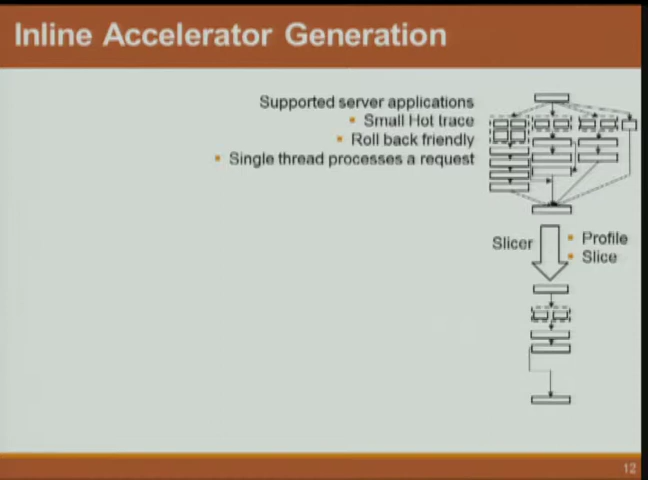 Inline Accelerator Generation
Supported server applications
Small Hot trace
Roll back friendly
Single thread processes a request
Slicer
Profile
Slice
12